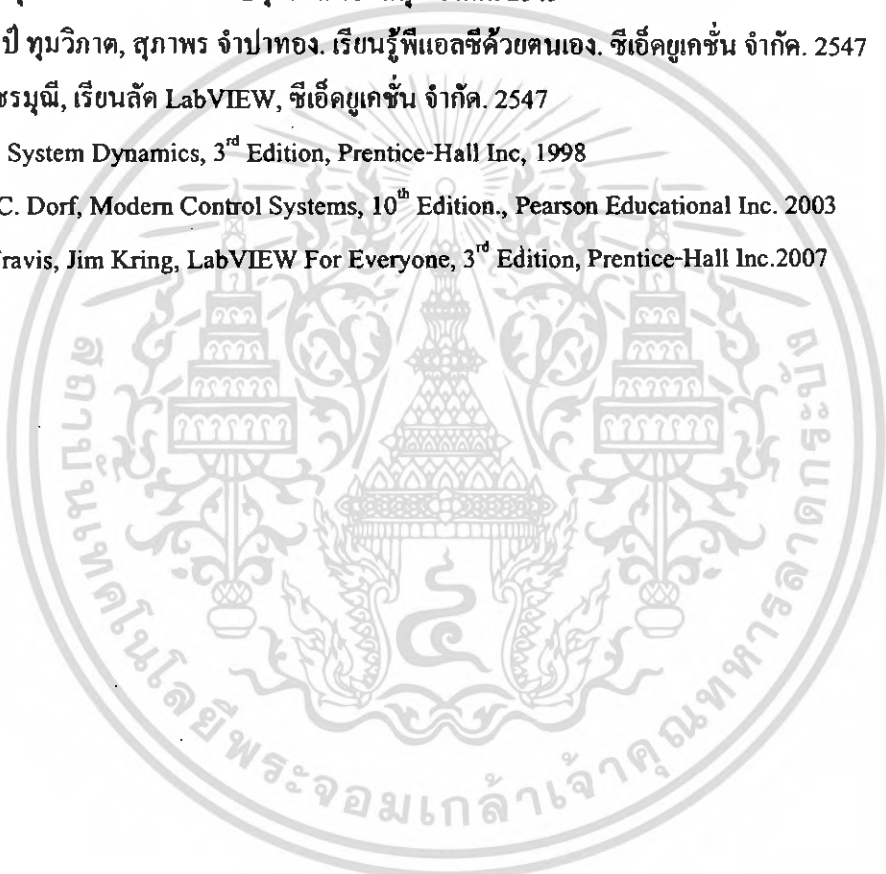 ปี ทุมวิภาต, สุภาพร จำปาทอง. เรียนรู้พีแอลซีด้วยตนเอง. ซีเอ็ดยูเคชั่น จำกัด. 2547
ชรมุณี, เรียนลัด LabVIEW, ซีเอ็ดยูเคชั่น จำกัด. 2547
System Dynamics, 3rd Edition, Prentice-Hall Inc, 1998
C. Dorf, Modern Control Systems, 10th Edition., Pearson Educational Inc. 2003
Travis, Jim Kring, LabVIEW For Everyone, 3rd Edition, Prentice-Hall Inc.2007
สถาบันเทคโนโลยีพระจอมเกล้าเจ้าคุณทหารลาดกระบัง